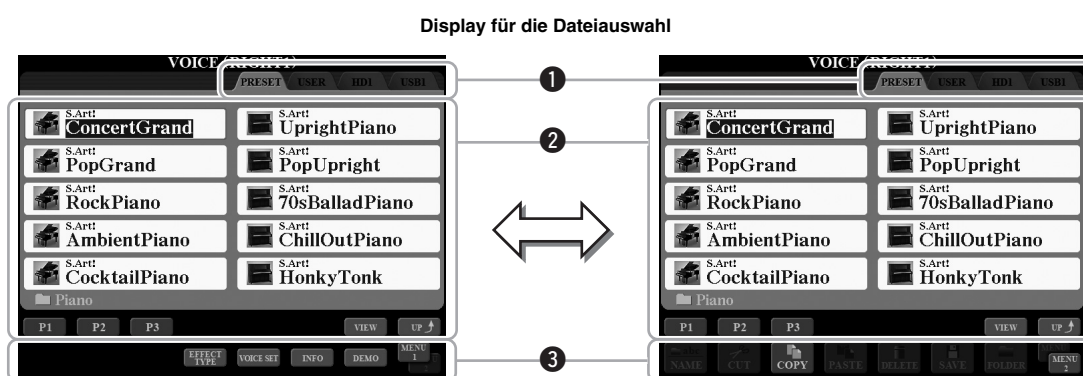 Display für die Dateiauswahl
VOICE (RIGHT1)
PRESET USER HD1 USB1
S.Art! ConcertGrand
S.Art! UprightPiano
S.Art! PopGrand
S.Art! PopUpright
S.Art! RockPiano
S.Art! 70sBalladPiano
S.Art! AmbientPiano
S.Art! ChillOutPiano
S.Art! CocktailPiano
S.Art! HonkyTonk
Piano
P1 P2 P3 VIEW UP
EFFECT TYPE VOICE SET INFO DEMO MENU 1
1
2
3
VOICE (RIGHT1)
PRESET USER HD1 USB1
S.Art! ConcertGrand
S.Art! UprightPiano
S.Art! PopGrand
S.Art! PopUpright
S.Art! RockPiano
S.Art! 70sBalladPiano
S.Art! AmbientPiano
S.Art! ChillOutPiano
S.Art! CocktailPiano
S.Art! HonkyTonk
Piano
P1 P2 P3 VIEW UP
NAME CUT COPY PASTE DELETE SAVE FOLDER MENU 2